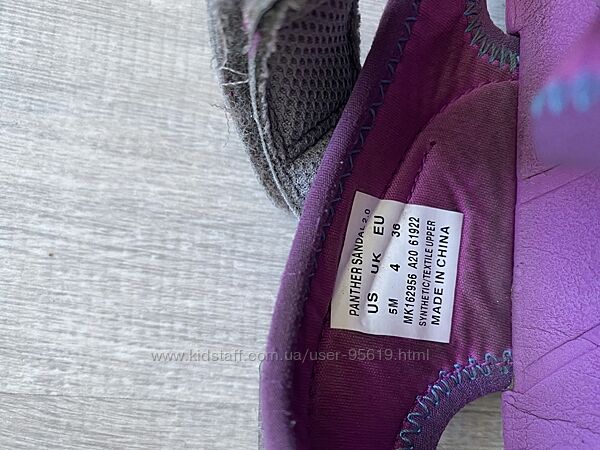 PANTHER SANDAL 2.0
US UK EU
5M 4 36
MK162956 A20 61922
SYNTHETIC/TEXTILE UPPER
MADE IN CHINA
www.kidstaff.com.ua/user-95619.html